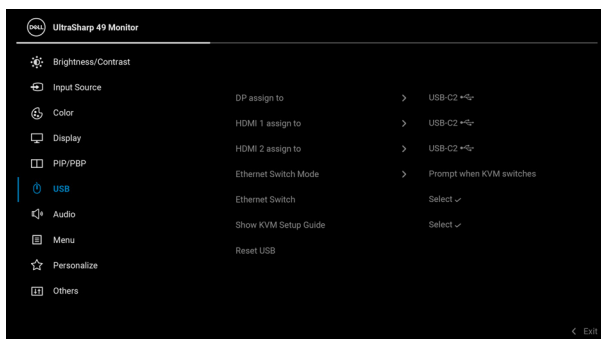 DELL UltraSharp 49 Monitor
Brightness/Contrast
Input Source
DP assign to > USB-C2
Color
HDMI 1 assign to > USB-C2
Display
HDMI 2 assign to > USB-C2
PIP/PBP
Ethernet Switch Mode > Prompt when KVM switches
USB
Ethernet Switch Select ✓
Audio
Show KVM Setup Guide Select ✓
Menu
Reset USB
Personalize
Others
< Exit